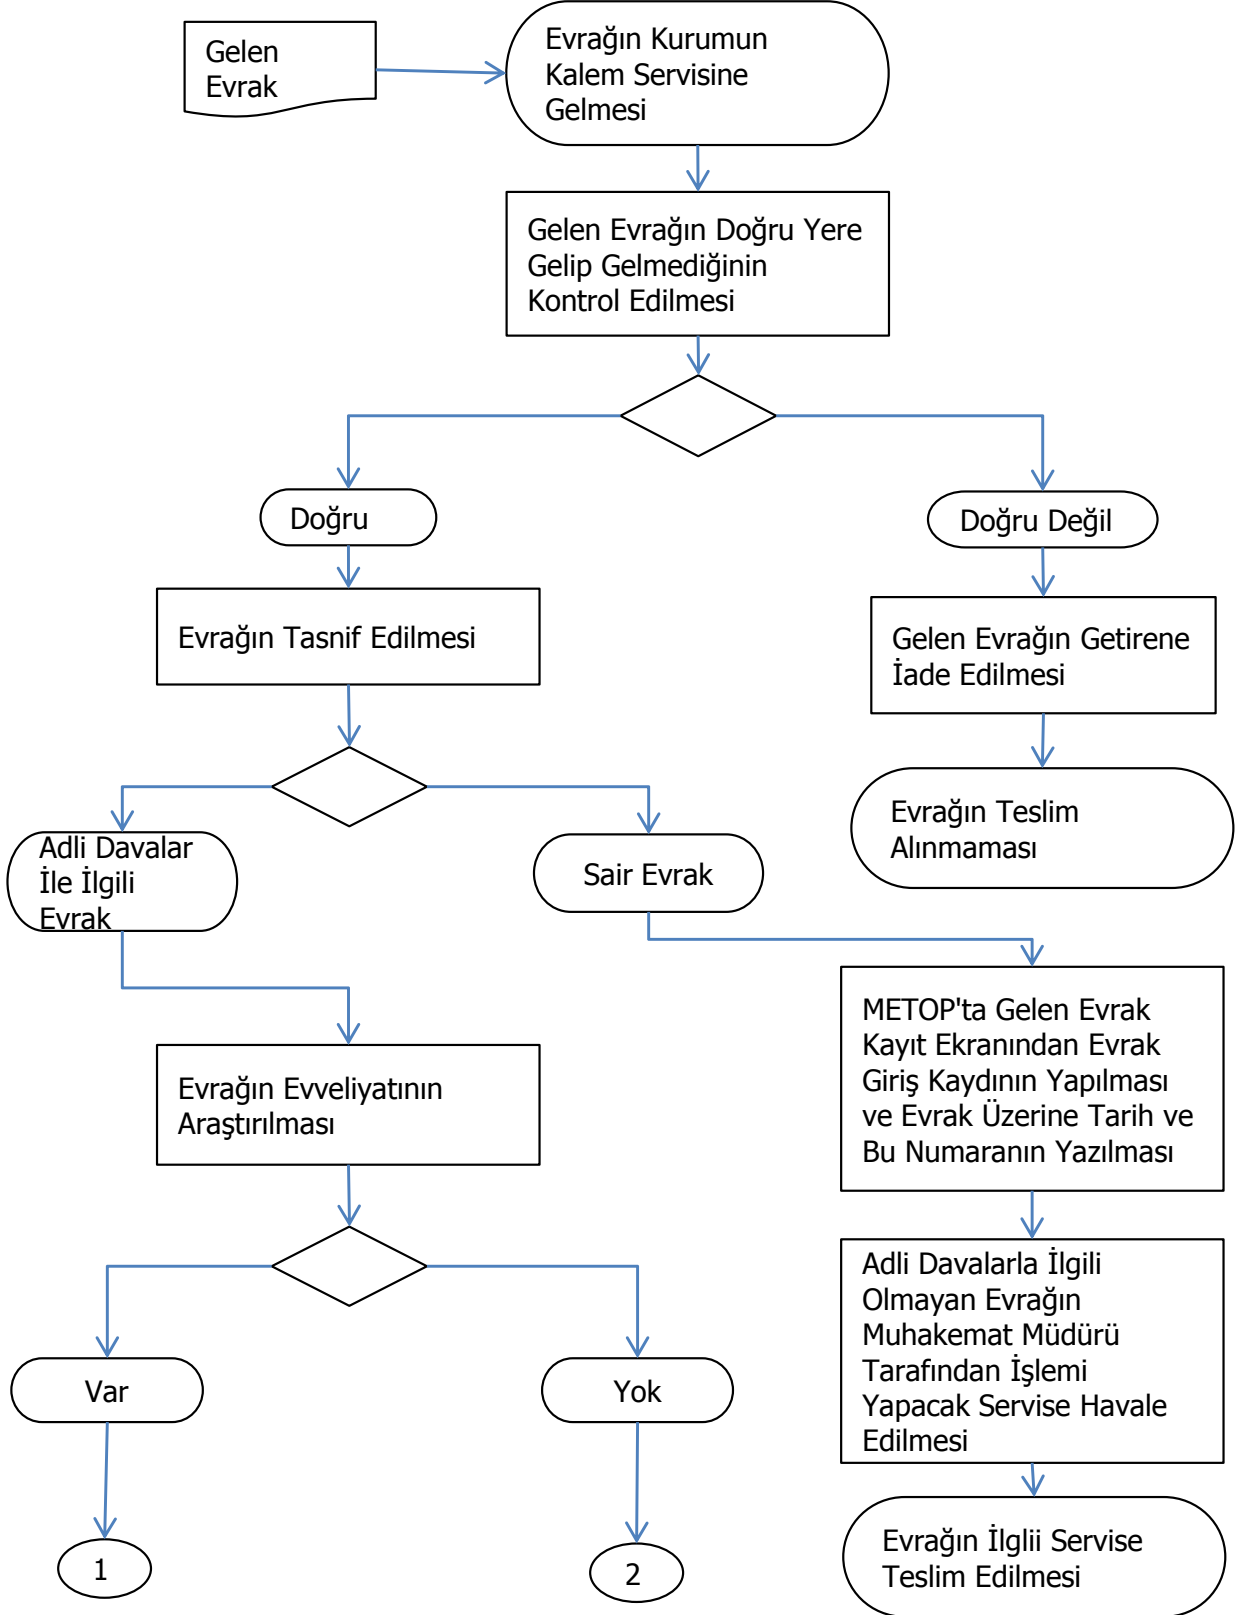 Gelen
Evrak
Evrağın Kurumun
Kalem Servisine
Gelmesi
Gelen Evrağın Doğru Yere
Gelip Gelmediğinin
Kontrol Edilmesi
Doğru
Doğru Değil
Evrağın Tasnif Edilmesi
Gelen Evrağın Getirene
İade Edilmesi
Evrağın Teslim
Alınmaması
Adli Davalar
İle İlgili
Evrak
Sair Evrak
METOP'ta Gelen Evrak
Kayıt Ekranından Evrak
Giriş Kaydının Yapılması
ve Evrak Üzerine Tarih ve
Bu Numaranın Yazılması
Evrağın Evveliyatının
Araştırılması
Adli Davalarla İlgili
Olmayan Evrağın
Muhakemat Müdürü
Tarafından İşlemi
Yapacak Servise Havale
Edilmesi
Var
Yok
Evrağın İlglii Servise
Teslim Edilmesi
1
2